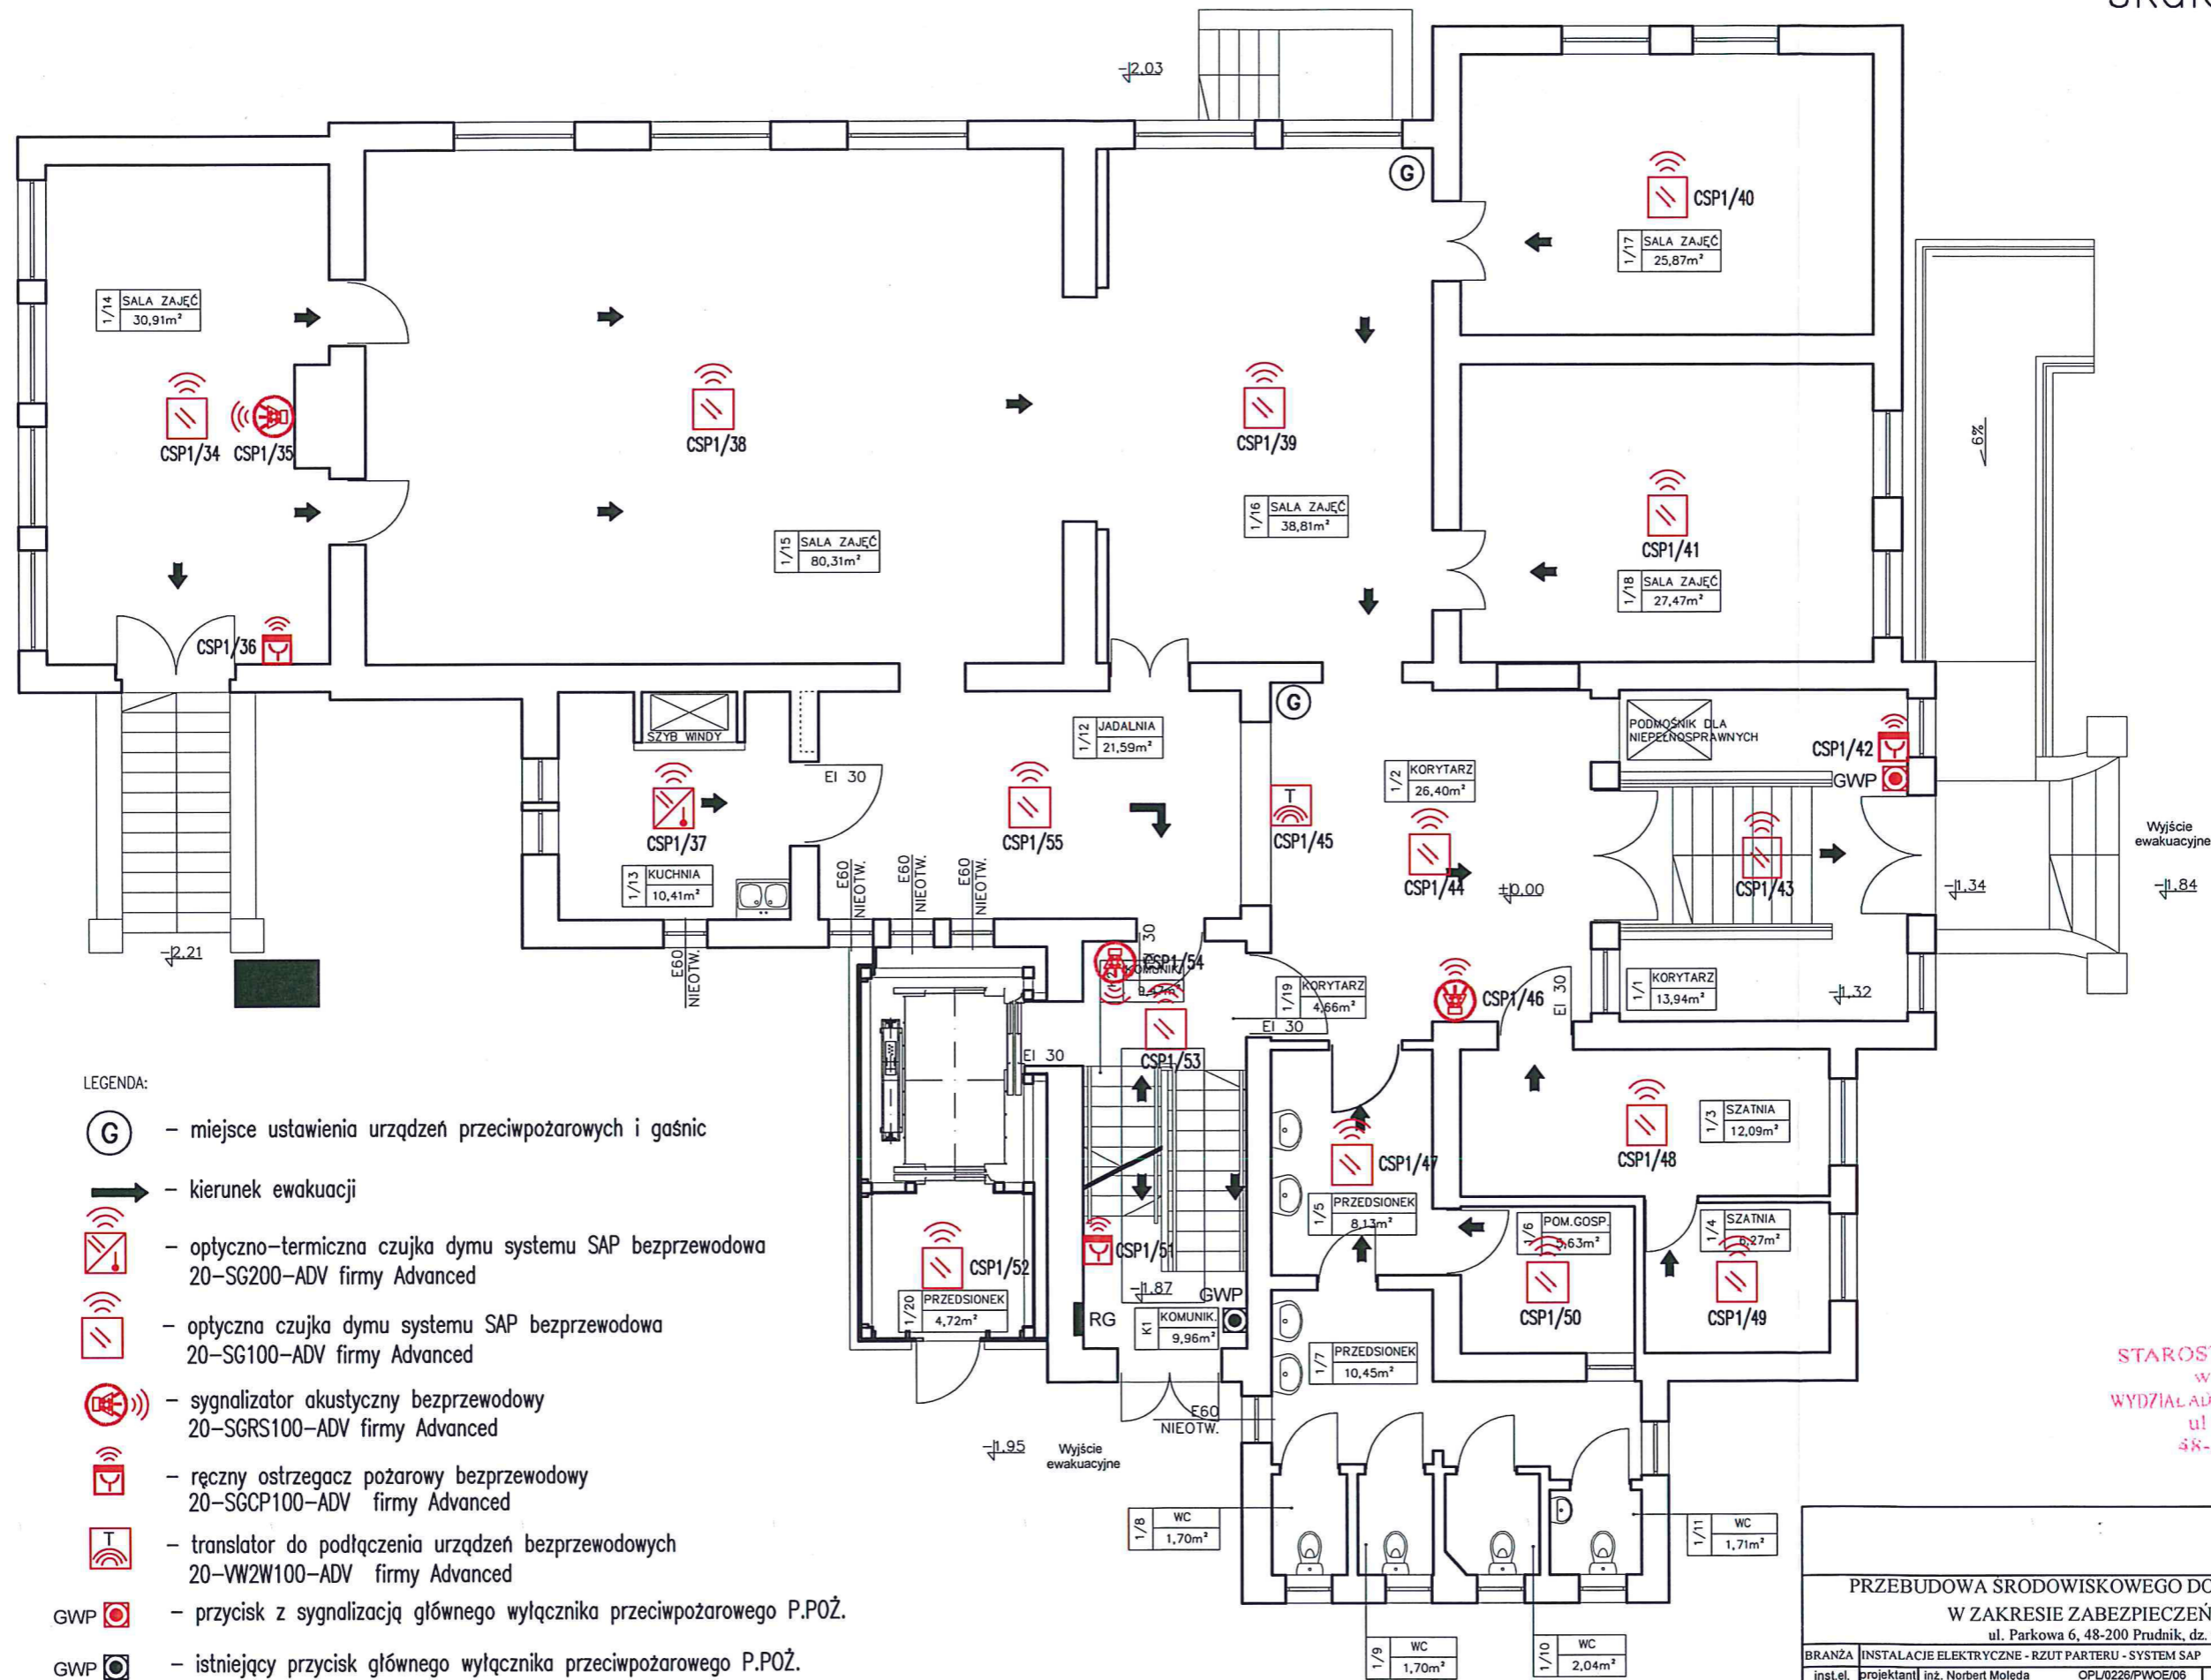 -2,03
G
CSP1/40
1/17 SALA ZAJĘĆ
25,87m²
1/14 SALA ZAJĘĆ
30,91m²
CSP1/34 CSP1/35
CSP1/38
CSP1/39
6%
1/16 SALA ZAJĘĆ
38,81m²
CSP1/41
1/15 SALA ZAJĘĆ
80,31m²
1/18 SALA ZAJĘĆ
27,47m²
CSP1/36
G
SZYB WINDY
1/12 JADALNIA
21,59m²
PODMOŚNIK DLA
NIEPEŁNOSPRAWNYCH
CSP1/42
GWP
EI 30
1/2 KORYTARZ
26,40m²
T
CSP1/37
CSP1/55
CSP1/45
Wyjście
ewakuacyjne
1/13 KUCHNIA
10,41m²
E60
NIEOTW.
E60
NIEOTW.
E60
NIEOTW.
CSP1/44
±0,00
CSP1/43
-1,34
-1,84
-2,21
E60
NIEOTW.
30
CSP1/54
KOMUNIK.
9,47m²
1/19 KORYTARZ
4,66m²
CSP1/46
EI 30
1/1 KORYTARZ
13,94m²
-1,32
EI 30
EI 30
CSP1/53
LEGENDA:
G – miejsce ustawienia urządzeń przeciwpożarowych i gaśnic
– kierunek ewakuacji
– optyczno–termiczna czujka dymu systemu SAP bezprzewodowa
20–SG200–ADV firmy Advanced
– optyczna czujka dymu systemu SAP bezprzewodowa
20–SG100–ADV firmy Advanced
– sygnalizator akustyczny bezprzewodowy
20–SGRS100–ADV firmy Advanced
– ręczny ostrzegacz pożarowy bezprzewodowy
20–SGCP100–ADV firmy Advanced
T – translator do podłączenia urządzeń bezprzewodowych
20–VW2W100–ADV firmy Advanced
GWP – przycisk z sygnalizacją głównego wyłącznika przeciwpożarowego P.POŻ.
GWP – istniejący przycisk głównego wyłącznika przeciwpożarowego P.POŻ.
CSP1/47
CSP1/48
1/3 SZATNIA
12,09m²
1/5 PRZEDSIONEK
8,13m²
1/6 POM.GOSP.
5,63m²
1/4 SZATNIA
6,27m²
CSP1/51
CSP1/52
-1,87
GWP
CSP1/50
CSP1/49
1/20 PRZEDSIONEK
4,72m²
RG
K1 KOMUNIK.
9,96m²
1/7 PRZEDSIONEK
10,45m²
E60
NIEOTW.
-1,95
Wyjście
ewakuacyjne
1/8 WC
1,70m²
1/11 WC
1,71m²
1/9 WC
1,70m²
1/10 WC
2,04m²
STAROS
W
WYDZIAŁ
ul
48-
PRZEBUDOWA ŚRODOWISKOWEGO DO
W ZAKRESIE ZABEZPIECZEŃ
ul. Parkowa 6, 48-200 Prudnik, dz.
BRANŻA INSTALACJE ELEKTRYCZNE - RZUT PARTERU - SYSTEM SAP
inst.el. projektant inż. Norbert Moleda OPL/0226/PWOE/06